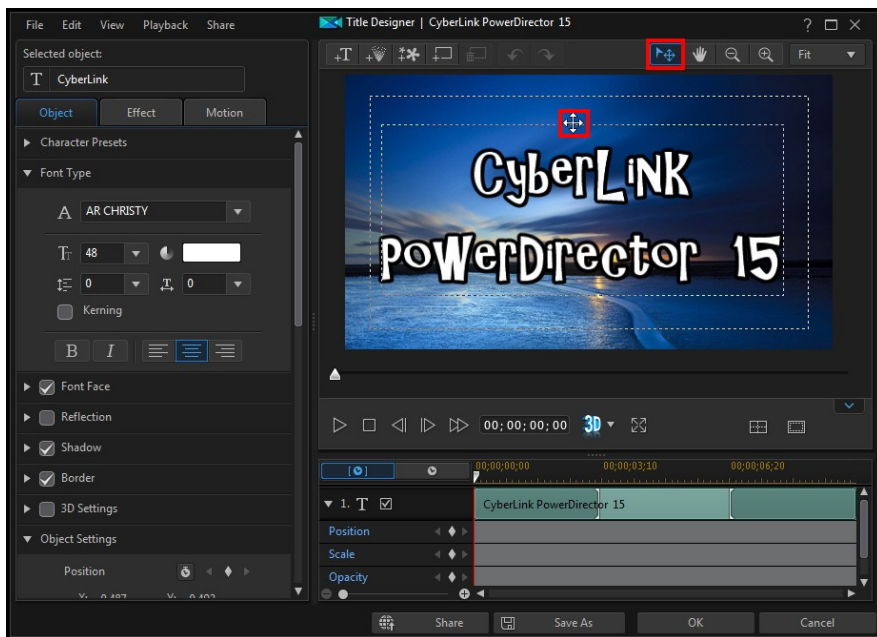 File Edit View Playback Share
Title Designer | CyberLink PowerDirector 15
Selected object:
T CyberLink
Fit
Object Effect Motion
Character Presets
Font Type
A AR CHRISTY
48
0 0
Kerning
B I
Font Face
Reflection
Shadow
Border
3D Settings
Object Settings
Position
CyberLink
PowerDirector 15
00;00;00;00 3D
00;00;00;00 00;00;03;10 00;00;06;20
1. T CyberLink PowerDirector 15
Position
Scale
Opacity
Share Save As OK Cancel